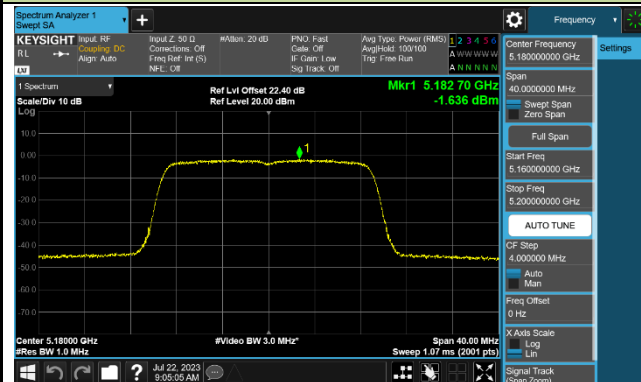 Spectrum Analyzer 1
Swept SA
Frequency
KEYSIGHT
RL
LXI
Input: RF
Coupling: DC
Align: Auto
Input Z: 50 Ω
Corrections: Off
Freq Ref: Int (S)
NFE: Off
#Atten: 20 dB
PNO: Fast
Gate: Off
IF Gain: Low
Sig Track: Off
Avg Type: Power (RMS)
Avg|Hold: 100/100
Trig: Free Run
1 2 3 4 5 6
A W W W W W
A N N N N N
1 Spectrum
Scale/Div 10 dB
Log
Ref Lvl Offset 22.40 dB
Ref Level 20.00 dBm
Mkr1 5.182 70 GHz
-1.636 dBm
10.0
0.00
-10.0
-20.0
-30.0
-40.0
-50.0
-60.0
-70.0
1
Center 5.18000 GHz
#Res BW 1.0 MHz
#Video BW 3.0 MHz*
Span 40.00 MHz
Sweep 1.07 ms (2001 pts)
Jul 22, 2023
9:05:05 AM
Center Frequency
5.180000000 GHz
Settings
Span
40.0000000 MHz
Swept Span
Zero Span
Full Span
Start Freq
5.160000000 GHz
Stop Freq
5.200000000 GHz
AUTO TUNE
CF Step
4.000000 MHz
Auto
Man
Freq Offset
0 Hz
X Axis Scale
Log
Lin
Signal Track
(Span Zoom)